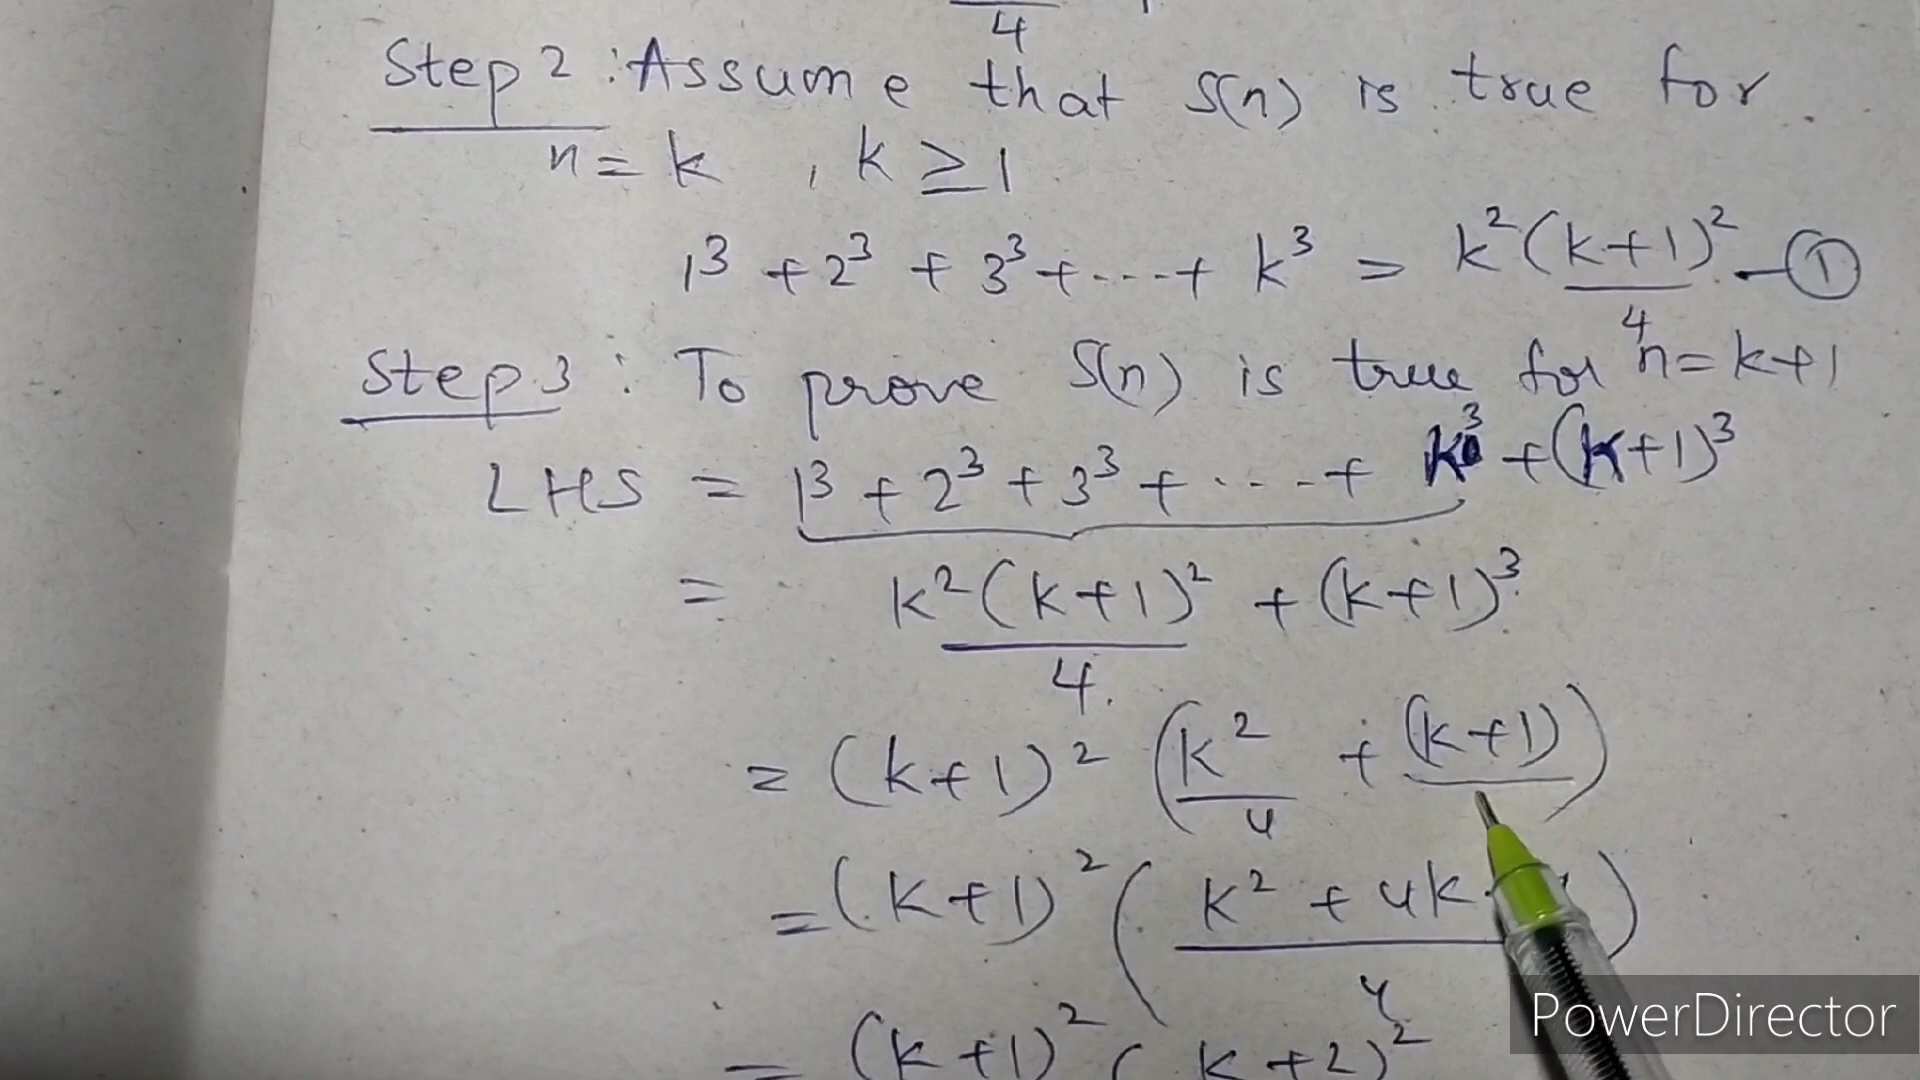 4
Step 2 : Assume that S(n) is true for
n = k , k ≥ 1
1³ + 2³ + 3³ + ... + k³ = k²(k+1)²/4 — ①
Step 3 : To prove S(n) is true for n = k+1
LHS = 1³ + 2³ + 3³ + ... + k³ + (k+1)³
= k²(k+1)²/4 + (k+1)³
= (k+1)² (k²/4 + (k+1))
= (k+1)² (k² + 4k /4)
= (k+1)² (k+2)²
PowerDirector